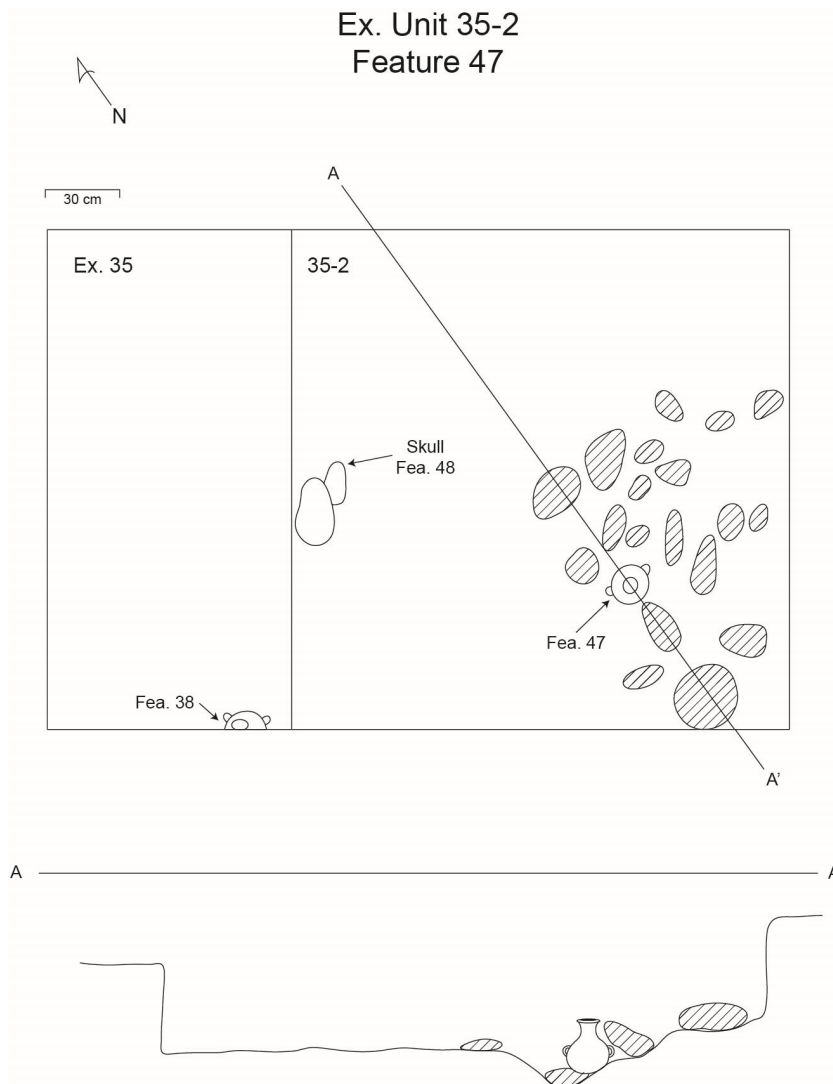 Ex. Unit 35-2
Feature 47
N
30 cm
A
Ex. 35
35-2
Skull
Fea. 48
Fea. 47
Fea. 38
A'
A
A